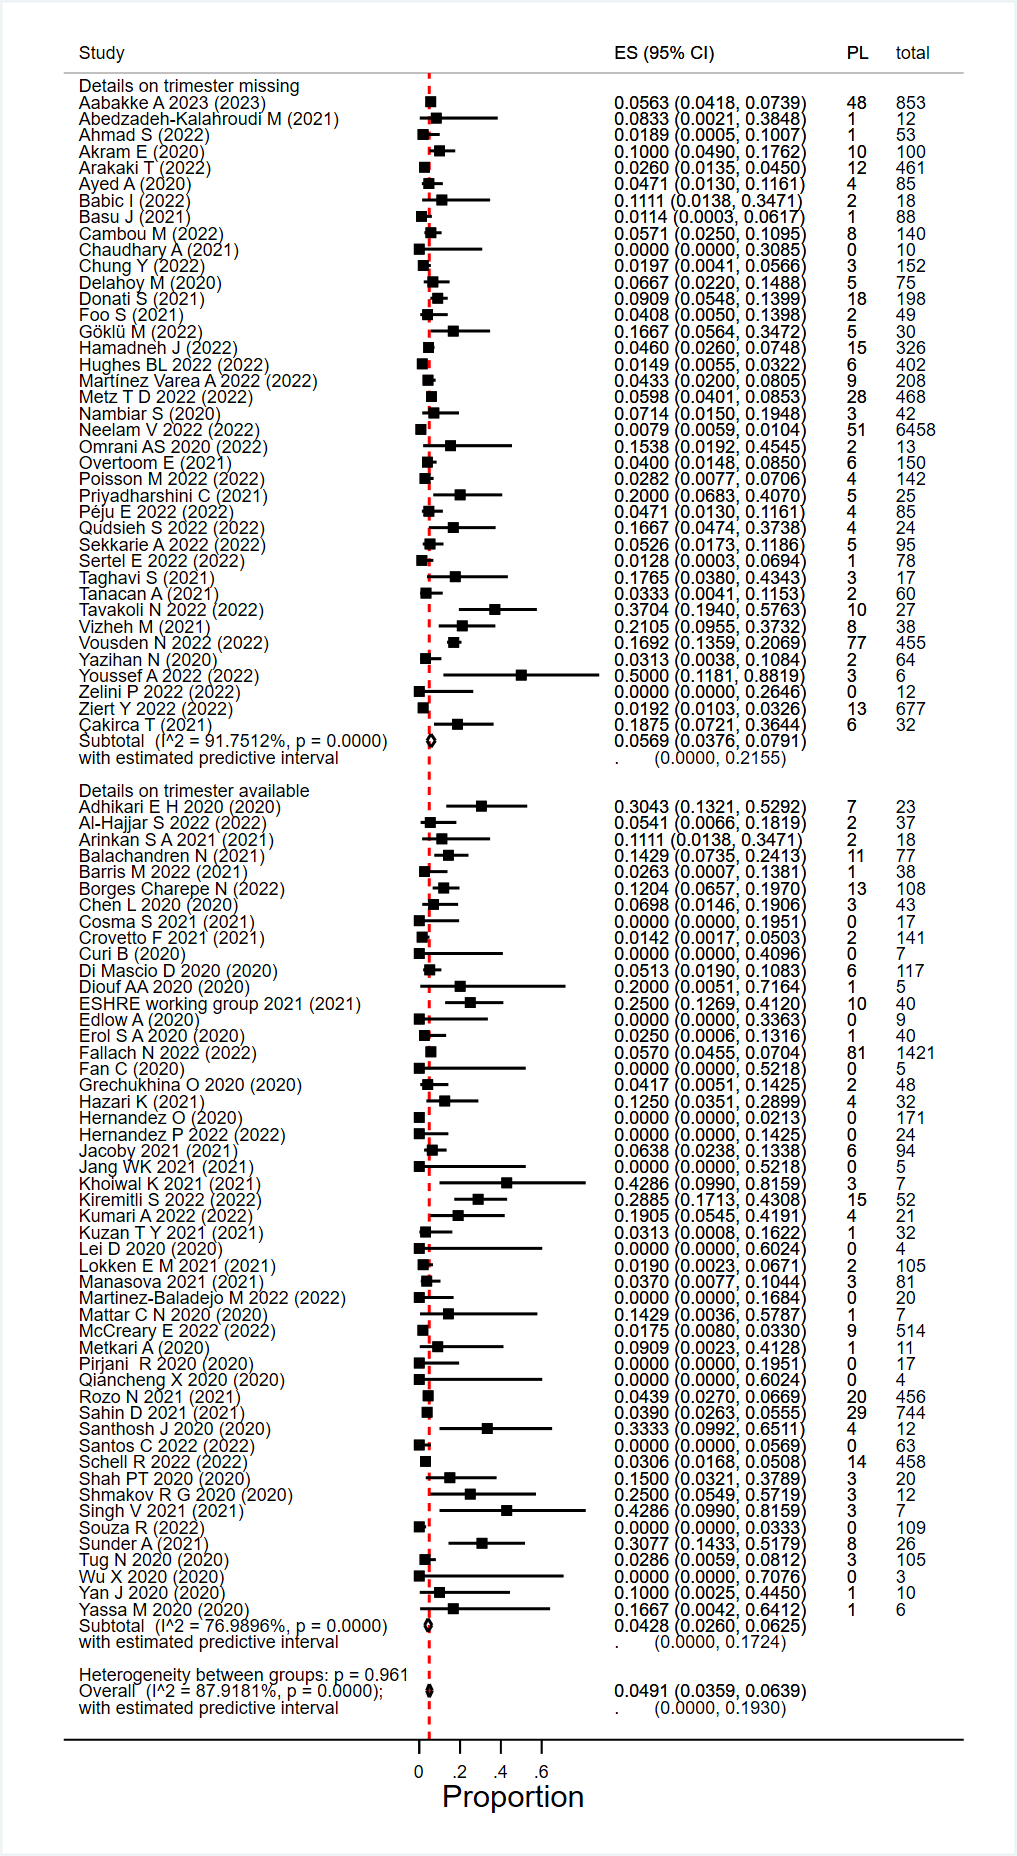 Study ES (95% CI) PL total
Details on trimester missing
Aabakke A 2023 (2023) 0.0563 (0.0418, 0.0739) 48 853
Abedzadeh-Kalahroudi M (2021) 0.0833 (0.0021, 0.3848) 1 12
Ahmad S (2022) 0.0189 (0.0005, 0.1007) 1 53
Akram E (2020) 0.1000 (0.0490, 0.1762) 10 100
Arakaki T (2022) 0.0260 (0.0135, 0.0450) 12 461
Ayed A (2020) 0.0471 (0.0130, 0.1161) 4 85
Babic I (2022) 0.1111 (0.0138, 0.3471) 2 18
Basu J (2021) 0.0114 (0.0003, 0.0617) 1 88
Cambou M (2022) 0.0571 (0.0250, 0.1095) 8 140
Chaudhary A (2021) 0.0000 (0.0000, 0.3085) 0 10
Chung Y (2022) 0.0197 (0.0041, 0.0566) 3 152
Delahoy M (2020) 0.0667 (0.0220, 0.1488) 5 75
Donati S (2021) 0.0909 (0.0548, 0.1399) 18 198
Foo S (2021) 0.0408 (0.0050, 0.1398) 2 49
Göklü M (2022) 0.1667 (0.0564, 0.3472) 5 30
Hamadneh J (2022) 0.0460 (0.0260, 0.0748) 15 326
Hughes BL 2022 (2022) 0.0149 (0.0055, 0.0322) 6 402
Martínez Varea A 2022 (2022) 0.0433 (0.0200, 0.0805) 9 208
Metz T D 2022 (2022) 0.0598 (0.0401, 0.0853) 28 468
Nambiar S (2020) 0.0714 (0.0150, 0.1948) 3 42
Neelam V 2022 (2022) 0.0079 (0.0059, 0.0104) 51 6458
Omrani AS 2020 (2022) 0.1538 (0.0192, 0.4545) 2 13
Overtoom E (2021) 0.0400 (0.0148, 0.0850) 6 150
Poisson M 2022 (2022) 0.0282 (0.0077, 0.0706) 4 142
Priyadharshini C (2021) 0.2000 (0.0683, 0.4070) 5 25
Péju E 2022 (2022) 0.0471 (0.0130, 0.1161) 4 85
Qudsieh S 2022 (2022) 0.1667 (0.0474, 0.3738) 4 24
Sekkarie A 2022 (2022) 0.0526 (0.0173, 0.1186) 5 95
Sertel E 2022 (2022) 0.0128 (0.0003, 0.0694) 1 78
Taghavi S (2021) 0.1765 (0.0380, 0.4343) 3 17
Tanacan A (2021) 0.0333 (0.0041, 0.1153) 2 60
Tavakoli N 2022 (2022) 0.3704 (0.1940, 0.5763) 10 27
Vizheh M (2021) 0.2105 (0.0955, 0.3732) 8 38
Vousden N 2022 (2022) 0.1692 (0.1359, 0.2069) 77 455
Yazihan N (2020) 0.0313 (0.0038, 0.1084) 2 64
Youssef A 2022 (2022) 0.5000 (0.1181, 0.8819) 3 6
Zelini P 2022 (2022) 0.0000 (0.0000, 0.2646) 0 12
Ziert Y 2022 (2022) 0.0192 (0.0103, 0.0326) 13 677
Çakirca T (2021) 0.1875 (0.0721, 0.3644) 6 32
Subtotal (I^2 = 91.7512%, p = 0.0000) 0.0569 (0.0376, 0.0791)
with estimated predictive interval . (0.0000, 0.2155)
Details on trimester available
Adhikari E H 2020 (2020) 0.3043 (0.1321, 0.5292) 7 23
Al-Hajjar S 2022 (2022) 0.0541 (0.0066, 0.1819) 2 37
Arinkan S A 2021 (2021) 0.1111 (0.0138, 0.3471) 2 18
Balachandren N (2021) 0.1429 (0.0735, 0.2413) 11 77
Barris M 2022 (2021) 0.0263 (0.0007, 0.1381) 1 38
Borges Charepe N (2022) 0.1204 (0.0657, 0.1970) 13 108
Chen L 2020 (2020) 0.0698 (0.0146, 0.1906) 3 43
Cosma S 2021 (2021) 0.0000 (0.0000, 0.1951) 0 17
Crovetto F 2021 (2021) 0.0142 (0.0017, 0.0503) 2 141
Curi B (2020) 0.0000 (0.0000, 0.4096) 0 7
Di Mascio D 2020 (2020) 0.0513 (0.0190, 0.1083) 6 117
Diouf AA 2020 (2020) 0.2000 (0.0051, 0.7164) 1 5
ESHRE working group 2021 (2021) 0.2500 (0.1269, 0.4120) 10 40
Edlow A (2020) 0.0000 (0.0000, 0.3363) 0 9
Erol S A 2020 (2020) 0.0250 (0.0006, 0.1316) 1 40
Fallach N 2022 (2022) 0.0570 (0.0455, 0.0704) 81 1421
Fan C (2020) 0.0000 (0.0000, 0.5218) 0 5
Grechukhina O 2020 (2020) 0.0417 (0.0051, 0.1425) 2 48
Hazari K (2021) 0.1250 (0.0351, 0.2899) 4 32
Hernandez O (2020) 0.0000 (0.0000, 0.0213) 0 171
Hernandez P 2022 (2022) 0.0000 (0.0000, 0.1425) 0 24
Jacoby 2021 (2021) 0.0638 (0.0238, 0.1338) 6 94
Jang WK 2021 (2021) 0.0000 (0.0000, 0.5218) 0 5
Khoiwal K 2021 (2021) 0.4286 (0.0990, 0.8159) 3 7
Kiremitli S 2022 (2022) 0.2885 (0.1713, 0.4308) 15 52
Kumari A 2022 (2022) 0.1905 (0.0545, 0.4191) 4 21
Kuzan T Y 2021 (2021) 0.0313 (0.0008, 0.1622) 1 32
Lei D 2020 (2020) 0.0000 (0.0000, 0.6024) 0 4
Lokken E M 2021 (2021) 0.0190 (0.0023, 0.0671) 2 105
Manasova 2021 (2021) 0.0370 (0.0077, 0.1044) 3 81
Martinez-Baladejo M 2022 (2022) 0.0000 (0.0000, 0.1684) 0 20
Mattar C N 2020 (2020) 0.1429 (0.0036, 0.5787) 1 7
McCreary E 2022 (2022) 0.0175 (0.0080, 0.0330) 9 514
Metkari A (2020) 0.0909 (0.0023, 0.4128) 1 11
Pirjani R 2020 (2020) 0.0000 (0.0000, 0.1951) 0 17
Qiancheng X 2020 (2020) 0.0000 (0.0000, 0.6024) 0 4
Rozo N 2021 (2021) 0.0439 (0.0270, 0.0669) 20 456
Sahin D 2021 (2021) 0.0390 (0.0263, 0.0555) 29 744
Santhosh J 2020 (2020) 0.3333 (0.0992, 0.6511) 4 12
Santos C 2022 (2022) 0.0000 (0.0000, 0.0569) 0 63
Schell R 2022 (2022) 0.0306 (0.0168, 0.0508) 14 458
Shah PT 2020 (2020) 0.1500 (0.0321, 0.3789) 3 20
Shmakov R G 2020 (2020) 0.2500 (0.0549, 0.5719) 3 12
Singh V 2021 (2021) 0.4286 (0.0990, 0.8159) 3 7
Souza R (2022) 0.0000 (0.0000, 0.0333) 0 109
Sunder A (2021) 0.3077 (0.1433, 0.5179) 8 26
Tug N 2020 (2020) 0.0286 (0.0059, 0.0812) 3 105
Wu X 2020 (2020) 0.0000 (0.0000, 0.7076) 0 3
Yan J 2020 (2020) 0.1000 (0.0025, 0.4450) 1 10
Yassa M 2020 (2020) 0.1667 (0.0042, 0.6412) 1 6
Subtotal (I^2 = 76.9896%, p = 0.0000) 0.0428 (0.0260, 0.0625)
with estimated predictive interval . (0.0000, 0.1724)
Heterogeneity between groups: p = 0.961
Overall (I^2 = 87.9181%, p = 0.0000); 0.0491 (0.0359, 0.0639)
with estimated predictive interval . (0.0000, 0.1930)
0 .2 .4 .6
Proportion